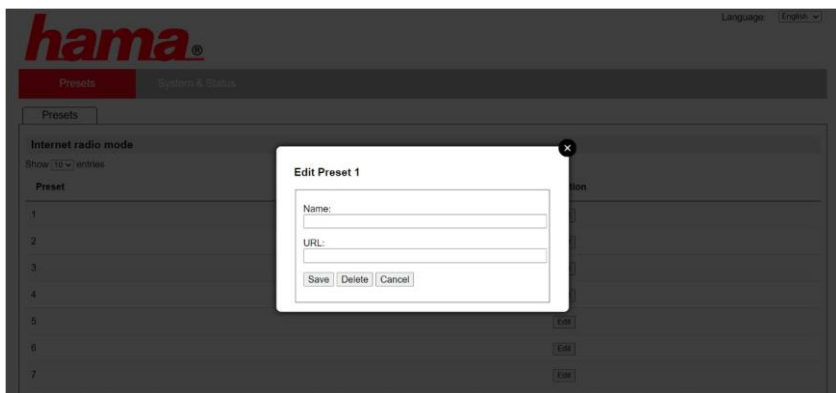 Language: English
hama®
Presets System & Status
Presets
Internet radio mode
Show 10 entries
Preset
1
2
3
4
5 Edit
6 Edit
7 Edit
Edit Preset 1
Name:
URL:
Save Delete Cancel